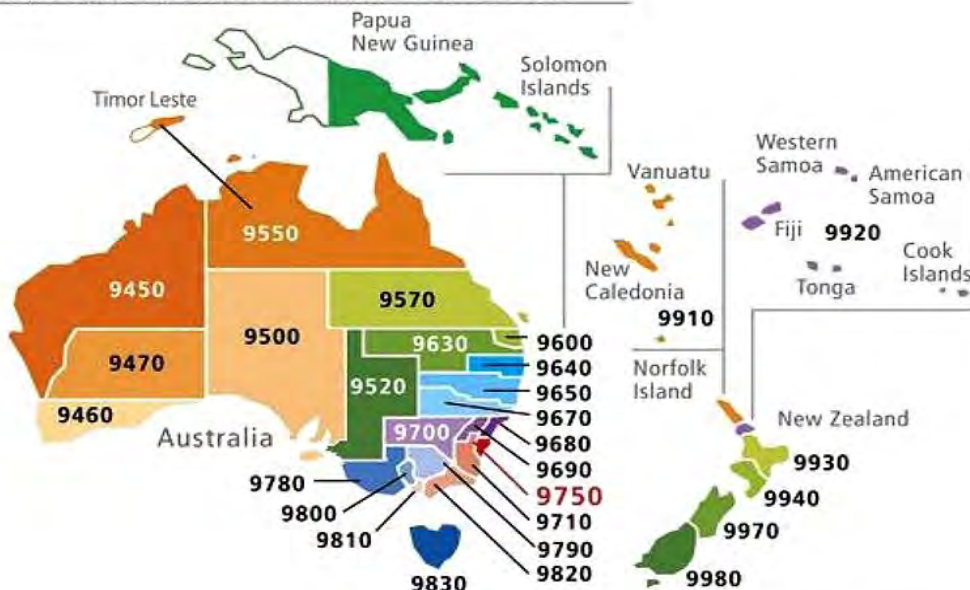 Papua
New Guinea
Solomon
Islands
Timor Leste
Western
Samoa
American
Samoa
Vanuatu
Fiji
9920
9550
New
Caledonia
Tonga
Cook
Islands
9450
9570
9910
9500
9630
9600
9470
9640
Norfolk
Island
9520
9650
9460
9670
New Zealand
Australia
9700
9680
9690
9930
9780
9750
9940
9800
9710
9970
9810
9790
9820
9830
9980